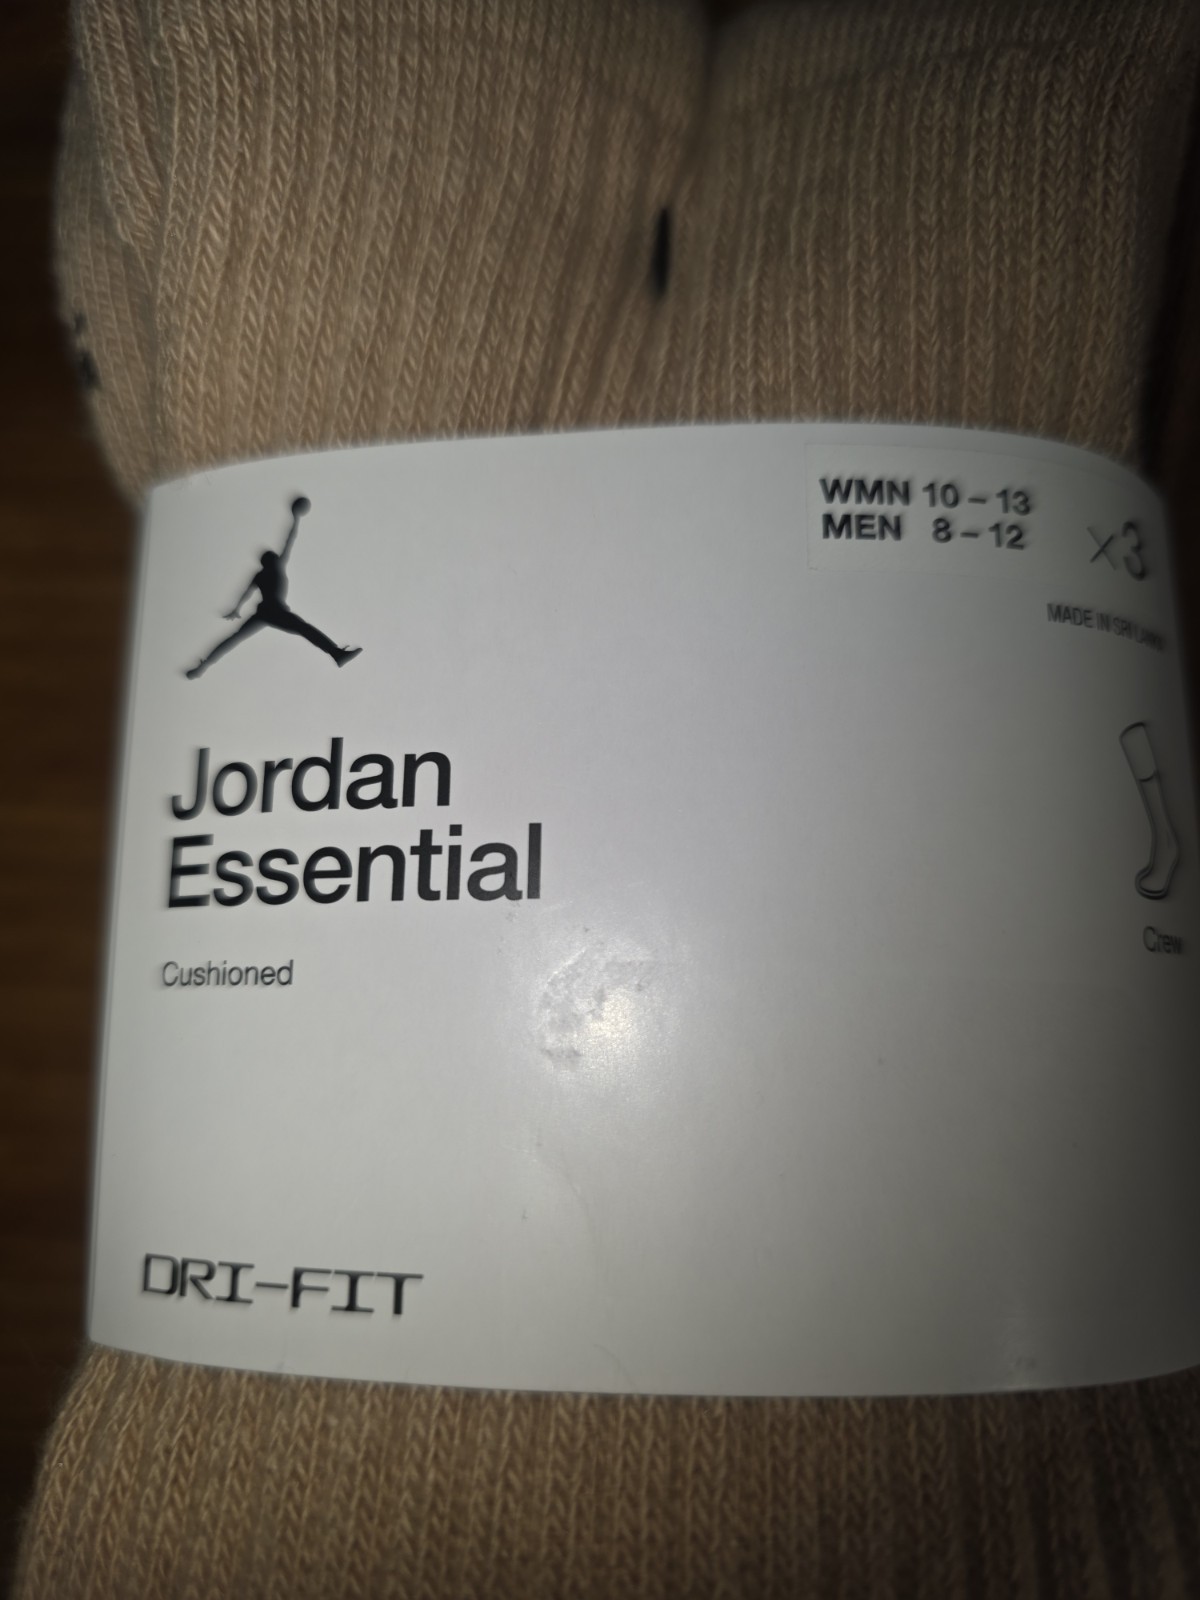 WMN 10 – 13
MEN 8 – 12
×3
MADE IN SRI LANKA
Jordan
Essential
Crew
Cushioned
DRI-FIT